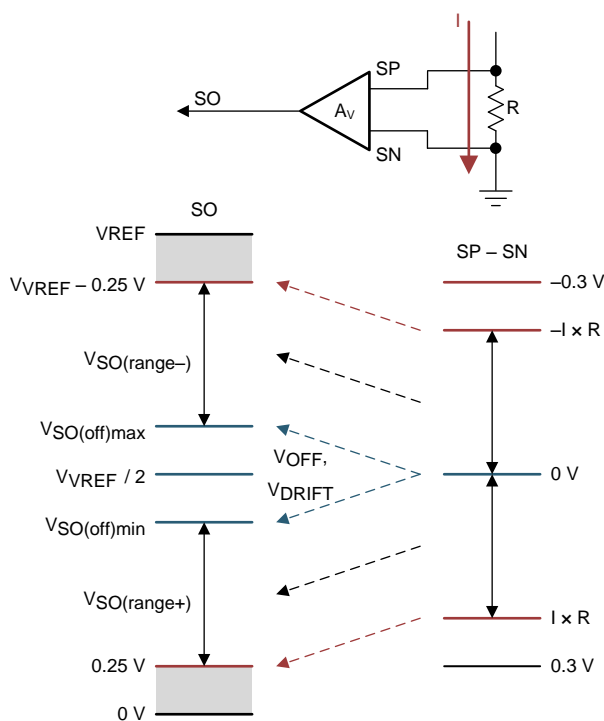 I
SP
SO
AV
R
SN
SO
VREF
SP – SN
VVREF – 0.25 V
–0.3 V
–I × R
VSO(range–)
VSO(off)max
VOFF,
VVREF / 2
0 V
VDRIFT
VSO(off)min
VSO(range+)
I × R
0.25 V
0.3 V
0 V